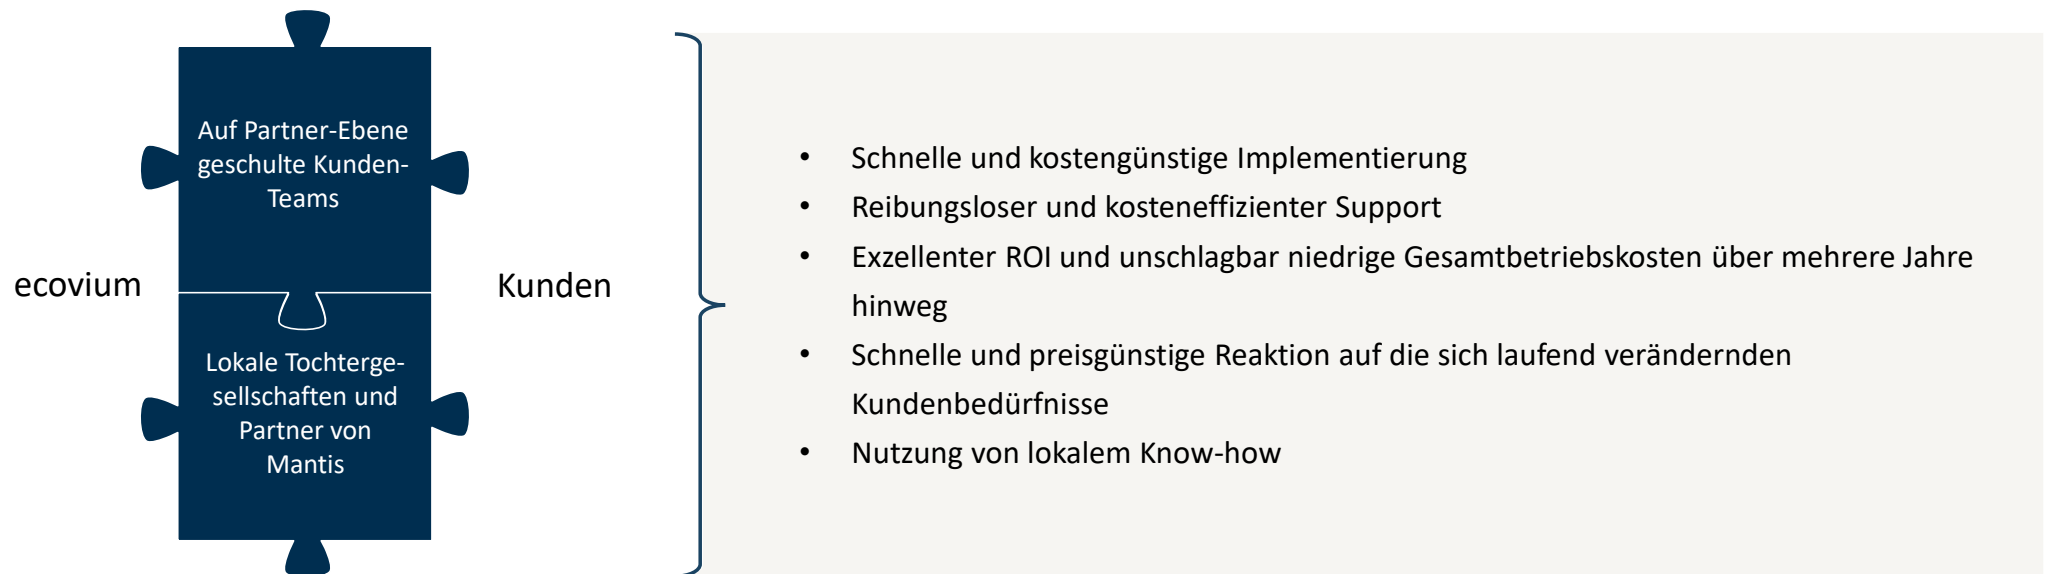 Auf Partner-Ebene
geschulte Kunden-
Teams
ecovium
Kunden
Lokale Tochterge-
sellschaften und
Partner von
Mantis
• Schnelle und kostengünstige Implementierung
• Reibungsloser und kosteneffizienter Support
• Exzellenter ROI und unschlagbar niedrige Gesamtbetriebskosten über mehrere Jahre
hinweg
• Schnelle und preisgünstige Reaktion auf die sich laufend verändernden
Kundenbedürfnisse
• Nutzung von lokalem Know-how